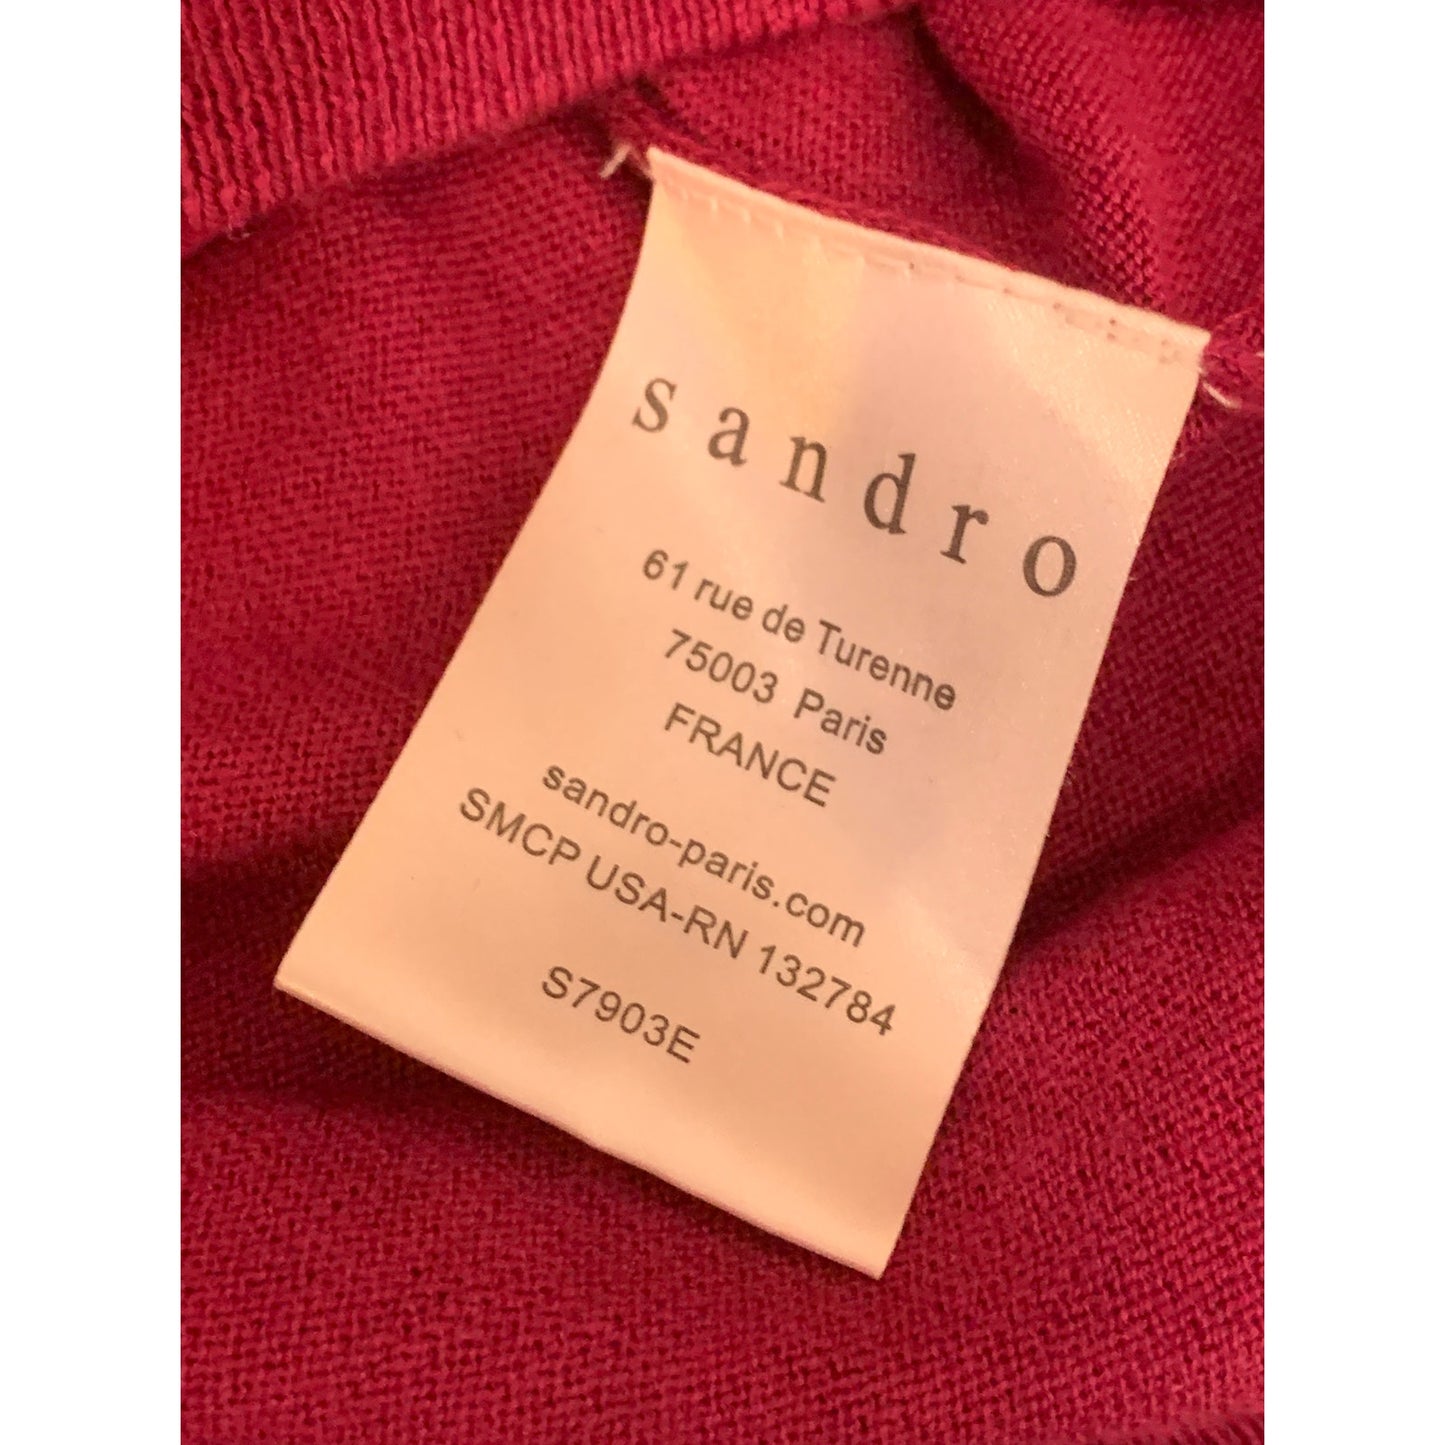 sandro
61 rue de Turenne
75003 Paris
FRANCE
sandro-paris.com
SMCP USA-RN 132784
S7903E